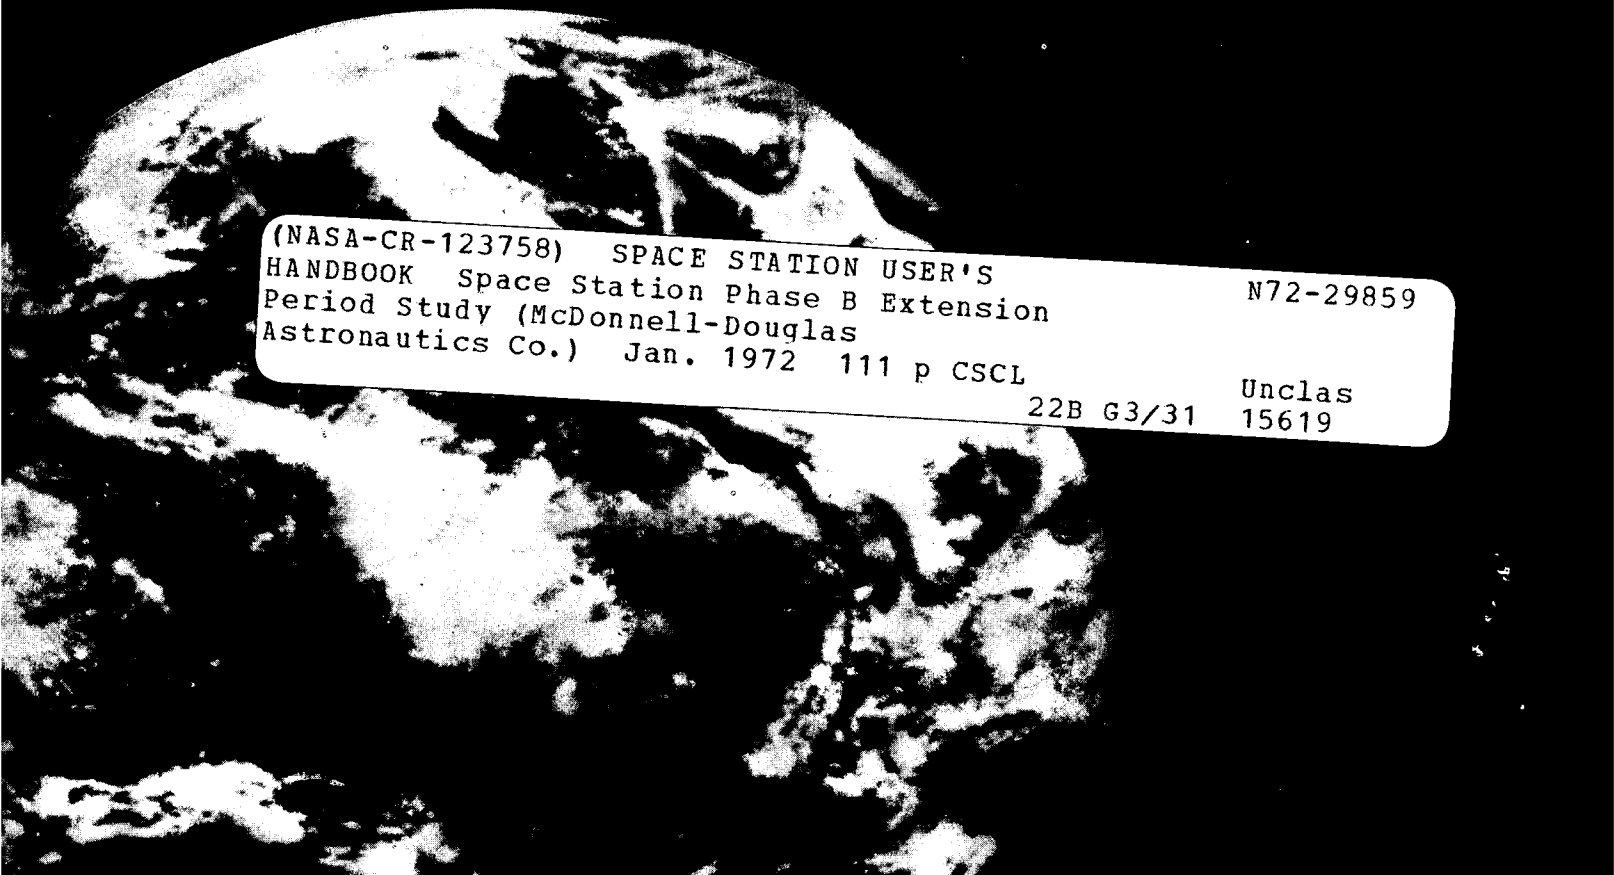 (NASA-CR-123758) SPACE STATION USER'S
HANDBOOK Space Station Phase B Extension
Period Study (McDonnell-Douglas
Astronautics Co.) Jan. 1972 111 p CSCL
22B G3/31
N72-29859
Unclas
15619